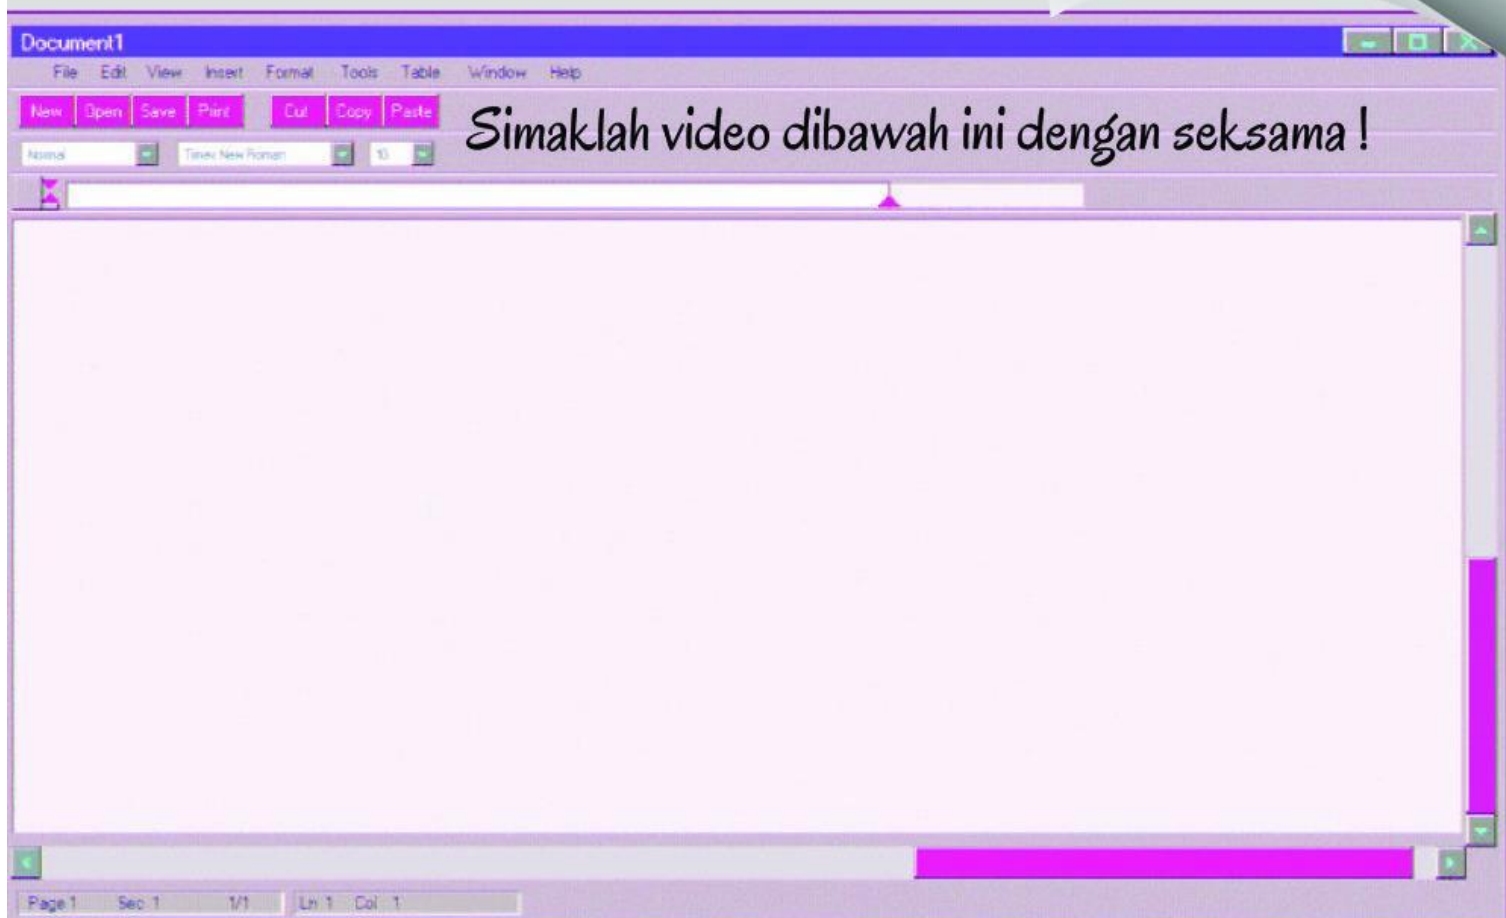 Document1
File Edit View Insert Format Tools Table Window Help
New Open Save Print Cut Copy Paste
Simaklah video dibawah ini dengan seksama !
Normal Times New Roman 10
Page 1 Sec 1 1/1 Ln 1 Col 1